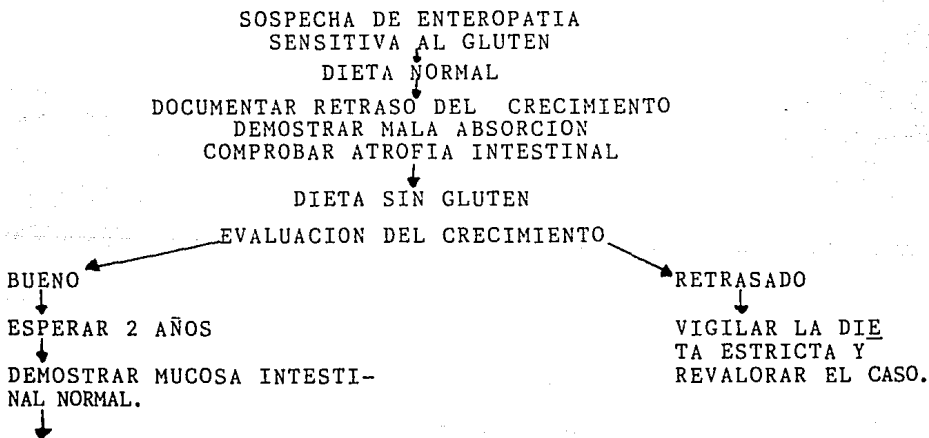 SOSPECHA DE ENTEROPATIA
SENSITIVA AL GLUTEN
DIETA NORMAL
DOCUMENTAR RETRASO DEL CRECIMIENTO
DEMOSTRAR MALA ABSORCION
COMPROBAR ATROFIA INTESTINAL
DIETA SIN GLUTEN
EVALUACION DEL CRECIMIENTO
BUENO
ESPERAR 2 AÑOS
DEMOSTRAR MUCOSA INTESTI-
NAL NORMAL.
RETRASADO
VIGILAR LA DIE
TA ESTRICTA Y
REVALORAR EL CASO.